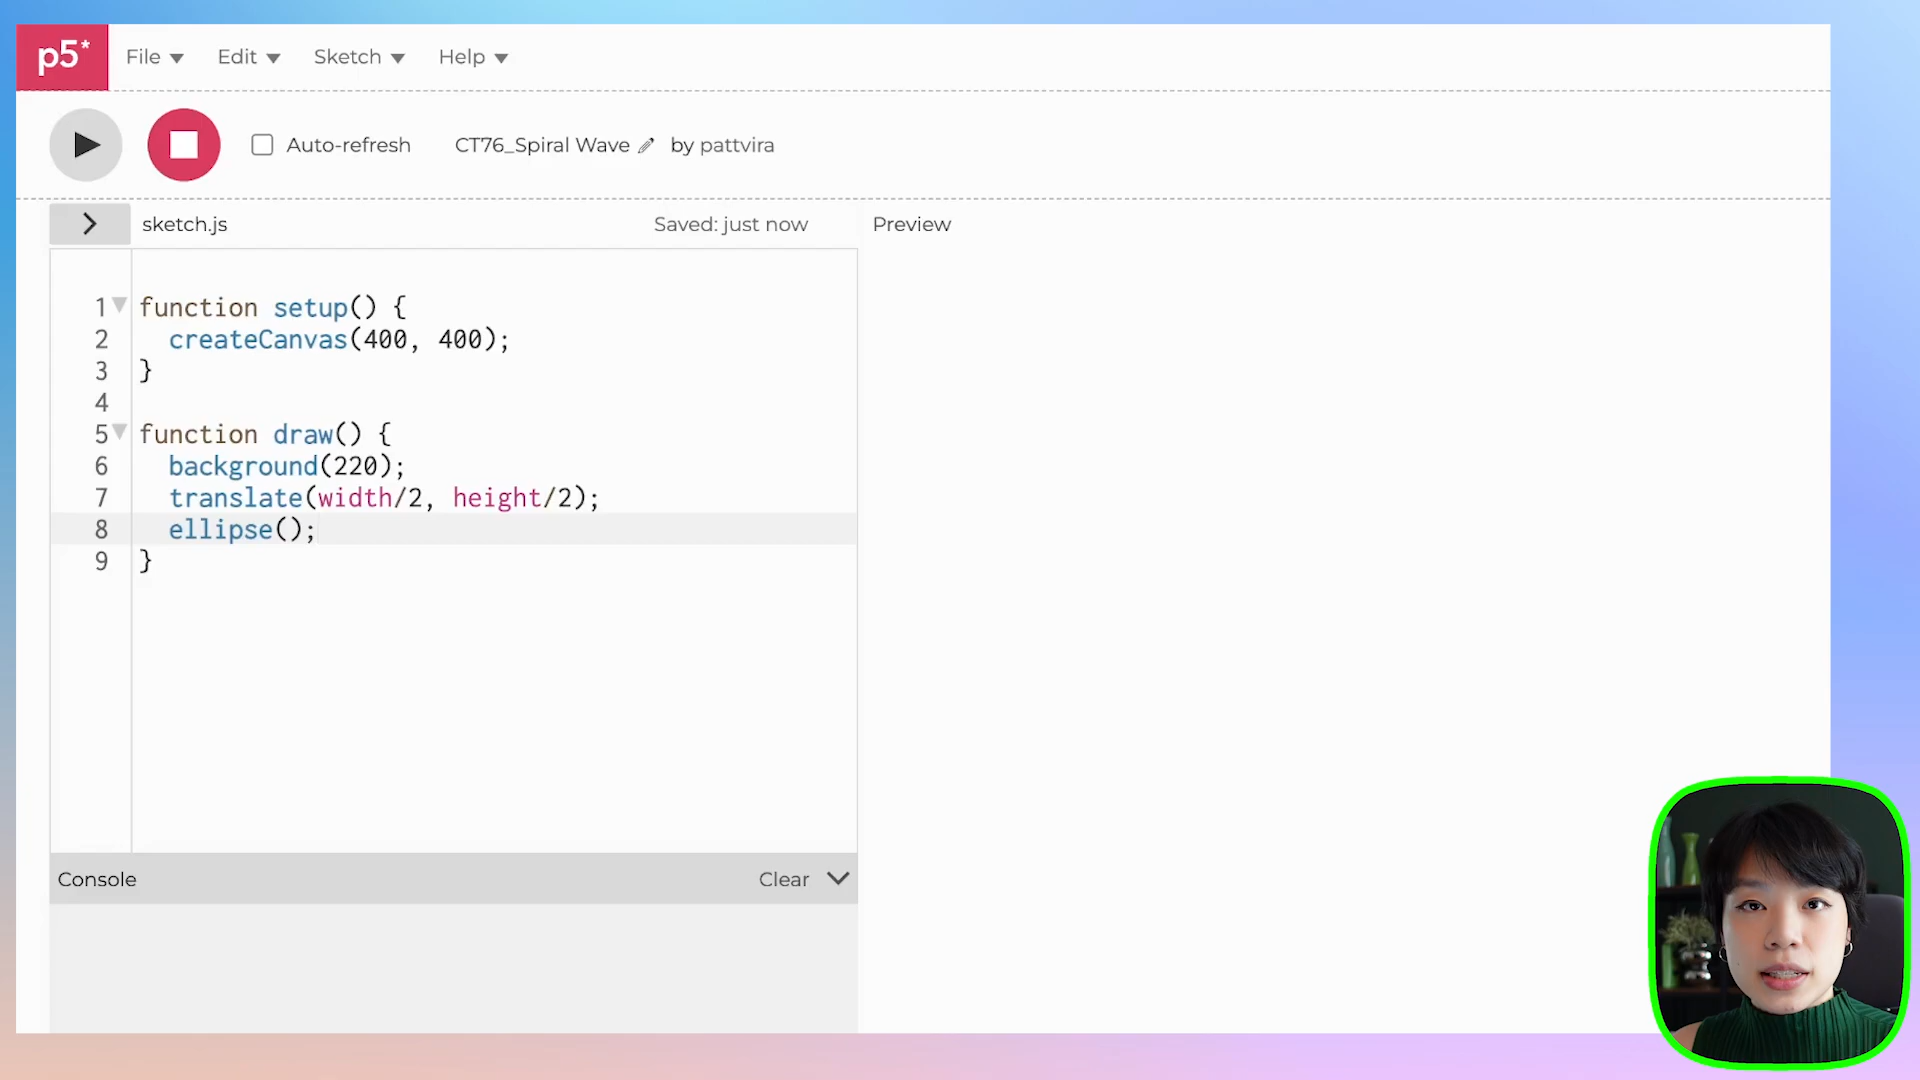 p5*
File Edit Sketch Help
Auto-refresh CT76_Spiral Wave by pattvira
sketch.js Saved: just now Preview
1 function setup() {
2 createCanvas(400, 400);
3 }
4
5 function draw() {
6 background(220);
7 translate(width/2, height/2);
8 ellipse();
9 }
Console Clear